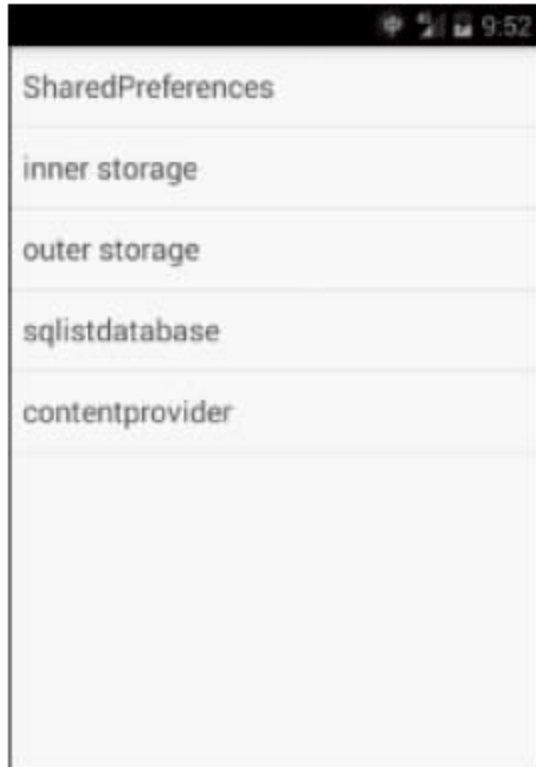 9:52
SharedPreferences
inner storage
outer storage
sqlistdatabase
contentprovider